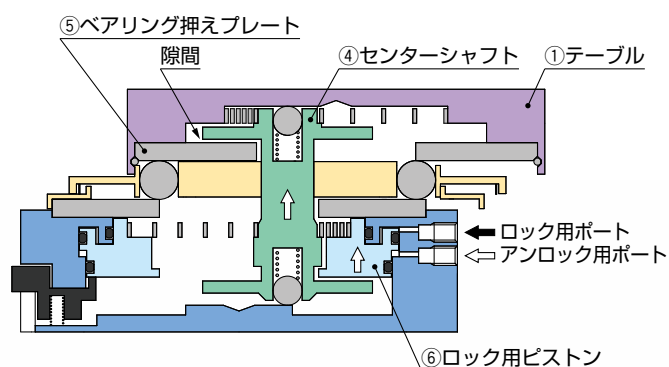 ⑤ベアリング押えプレート
隙間
④センターシャフト
①テーブル
ロック用ポート
アンロック用ポート
⑥ロック用ピストン